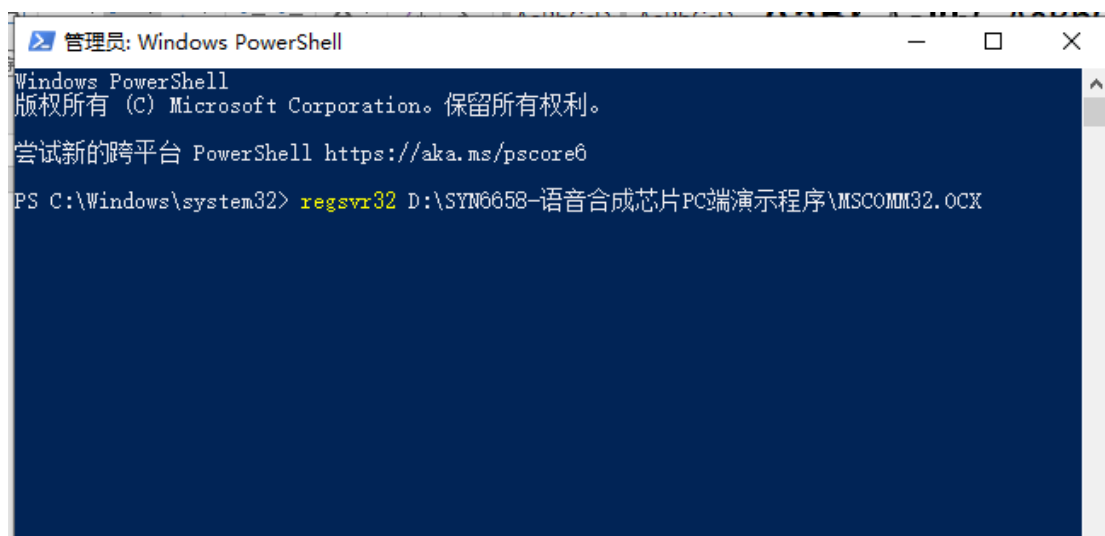 管理员: Windows PowerShell
Windows PowerShell
版权所有 (C) Microsoft Corporation。保留所有权利。
尝试新的跨平台 PowerShell https://aka.ms/pscore6
PS C:\Windows\system32> regsvr32 D:\SYN6658-语音合成芯片PC端演示程序\MSCOMM32.OCX